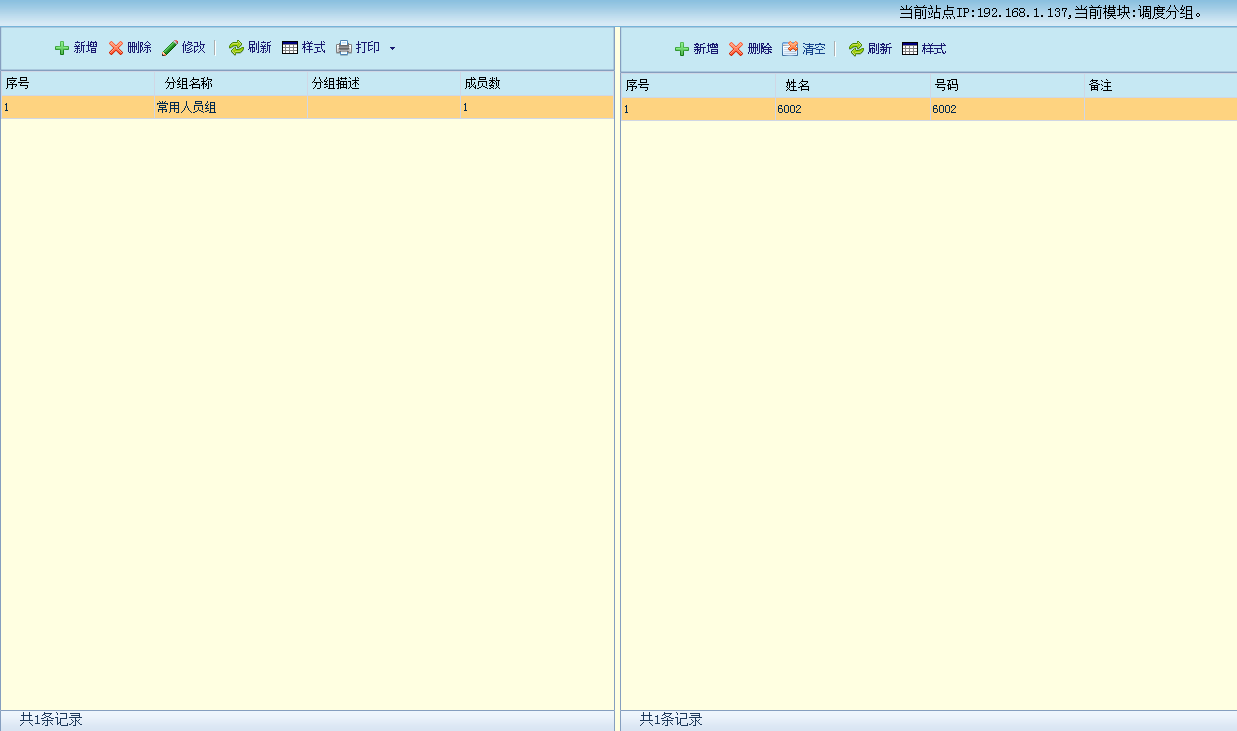 当前站点IP:192.168.1.137,当前模块:调度分组。
新增 删除 修改 刷新 样式 打印
序号 分组名称 分组描述 成员数
1 常用人员组 1
共1条记录
新增 删除 清空 刷新 样式
序号 姓名 号码 备注
1 6002 6002
共1条记录